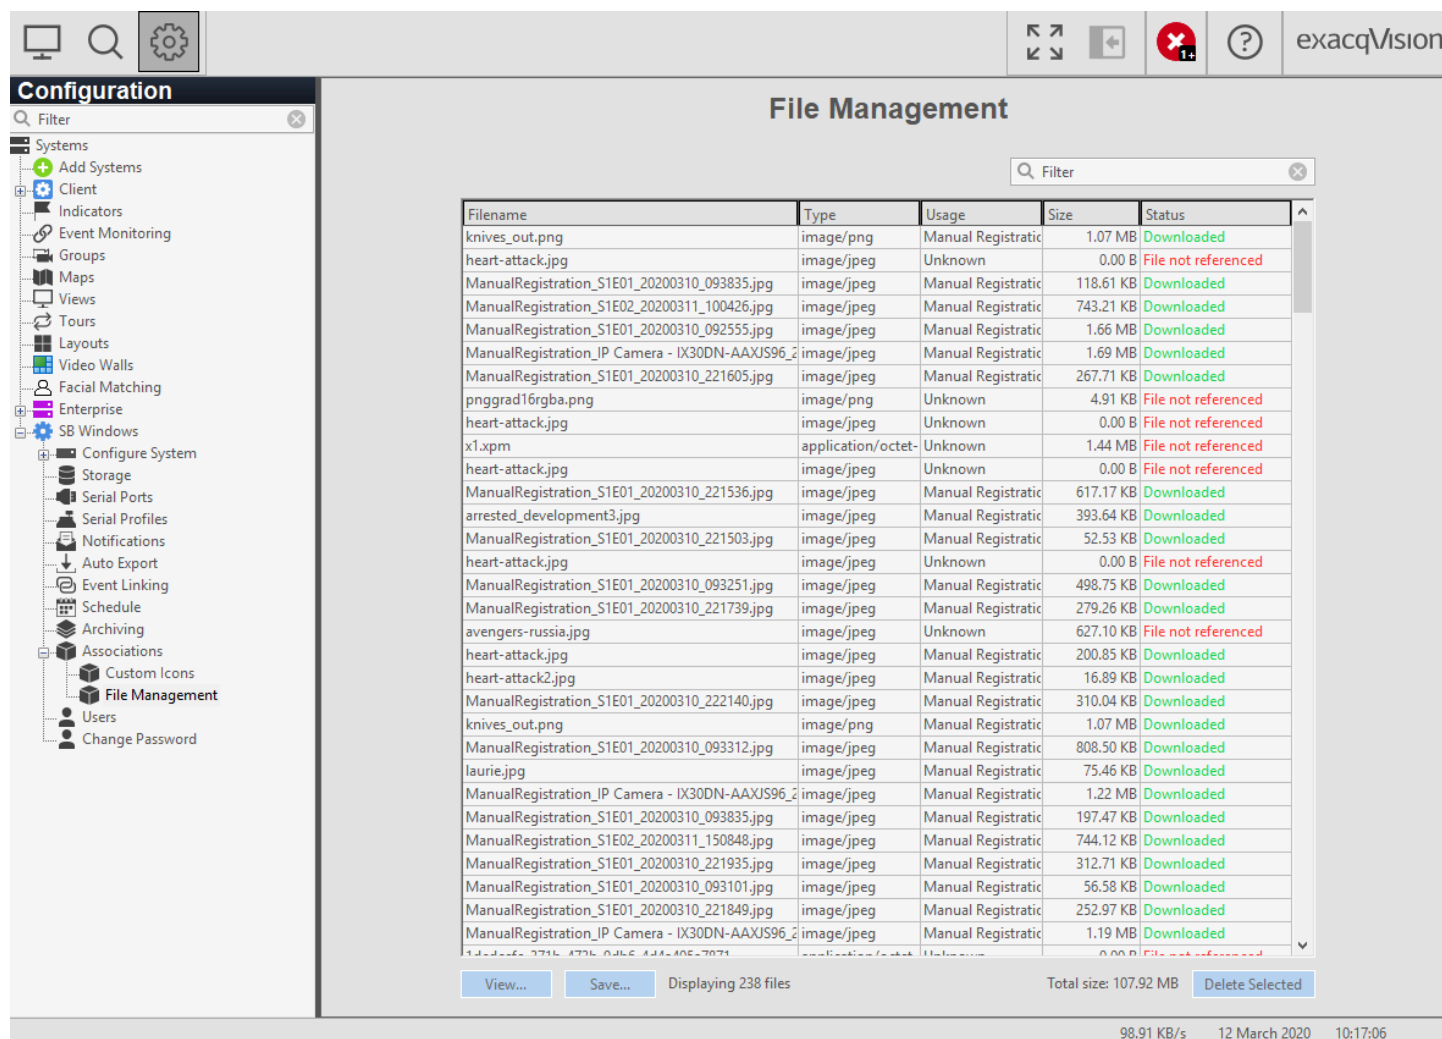 1+
?
exacqVision
Configuration
Filter
Systems
Add Systems
Client
Indicators
Event Monitoring
Groups
Maps
Views
Tours
Layouts
Video Walls
Facial Matching
Enterprise
SB Windows
Configure System
Storage
Serial Ports
Serial Profiles
Notifications
Auto Export
Event Linking
Schedule
Archiving
Associations
Custom Icons
File Management
Users
Change Password
File Management
Filter
Filename Type Usage Size Status
knives_out.png image/png Manual Registratic 1.07 MB Downloaded
heart-attack.jpg image/jpeg Unknown 0.00 B File not referenced
ManualRegistration_S1E01_20200310_093835.jpg image/jpeg Manual Registratic 118.61 KB Downloaded
ManualRegistration_S1E02_20200311_100426.jpg image/jpeg Manual Registratic 743.21 KB Downloaded
ManualRegistration_S1E01_20200310_092555.jpg image/jpeg Manual Registratic 1.66 MB Downloaded
ManualRegistration_IP Camera - IX30DN-AAXJS96_2 image/jpeg Manual Registratic 1.69 MB Downloaded
ManualRegistration_S1E01_20200310_221605.jpg image/jpeg Manual Registratic 267.71 KB Downloaded
pnggrad16rgba.png image/png Unknown 4.91 KB File not referenced
heart-attack.jpg image/jpeg Unknown 0.00 B File not referenced
x1.xpm application/octet- Unknown 1.44 MB File not referenced
heart-attack.jpg image/jpeg Unknown 0.00 B File not referenced
ManualRegistration_S1E01_20200310_221536.jpg image/jpeg Manual Registratic 617.17 KB Downloaded
arrested_development3.jpg image/jpeg Manual Registratic 393.64 KB Downloaded
ManualRegistration_S1E01_20200310_221503.jpg image/jpeg Manual Registratic 52.53 KB Downloaded
heart-attack.jpg image/jpeg Unknown 0.00 B File not referenced
ManualRegistration_S1E01_20200310_093251.jpg image/jpeg Manual Registratic 498.75 KB Downloaded
ManualRegistration_S1E01_20200310_221739.jpg image/jpeg Manual Registratic 279.26 KB Downloaded
avengers-russia.jpg image/jpeg Unknown 627.10 KB File not referenced
heart-attack.jpg image/jpeg Manual Registratic 200.85 KB Downloaded
heart-attack2.jpg image/jpeg Manual Registratic 16.89 KB Downloaded
ManualRegistration_S1E01_20200310_222140.jpg image/jpeg Manual Registratic 310.04 KB Downloaded
knives_out.png image/png Manual Registratic 1.07 MB Downloaded
ManualRegistration_S1E01_20200310_093312.jpg image/jpeg Manual Registratic 808.50 KB Downloaded
laurie.jpg image/jpeg Manual Registratic 75.46 KB Downloaded
ManualRegistration_IP Camera - IX30DN-AAXJS96_2 image/jpeg Manual Registratic 1.22 MB Downloaded
ManualRegistration_S1E01_20200310_093835.jpg image/jpeg Manual Registratic 197.47 KB Downloaded
ManualRegistration_S1E02_20200311_150848.jpg image/jpeg Manual Registratic 744.12 KB Downloaded
ManualRegistration_S1E01_20200310_221935.jpg image/jpeg Manual Registratic 312.71 KB Downloaded
ManualRegistration_S1E01_20200310_093101.jpg image/jpeg Manual Registratic 56.58 KB Downloaded
ManualRegistration_S1E01_20200310_221849.jpg image/jpeg Manual Registratic 252.97 KB Downloaded
ManualRegistration_IP Camera - IX30DN-AAXJS96_2 image/jpeg Manual Registratic 1.19 MB Downloaded
application/octet- Unknown 0.00 B File not referenced
View... Save... Displaying 238 files Total size: 107.92 MB Delete Selected
98.91 KB/s 12 March 2020 10:17:06